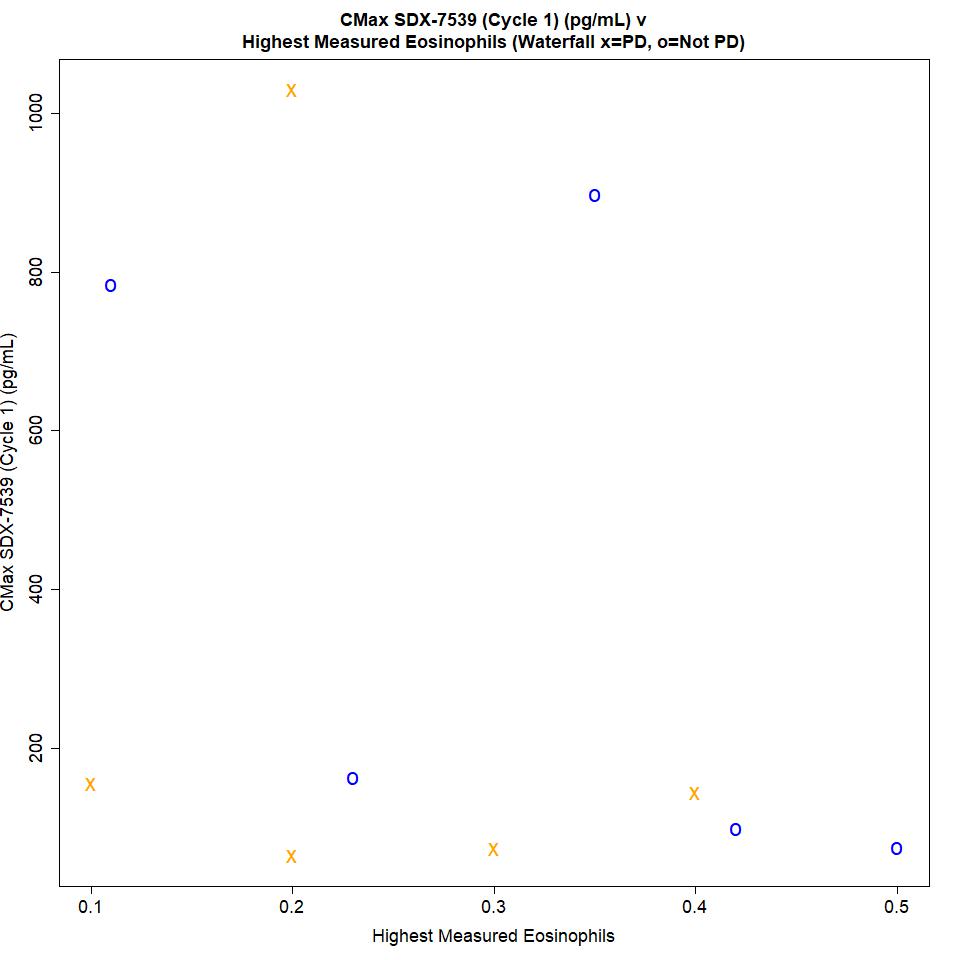 CMax SDX-7539 (Cycle 1) (pg/mL) v
Highest Measured Eosinophils (Waterfall x=PD, o=Not PD)
CMax SDX-7539 (Cycle 1) (pg/mL)
1000
800
600
400
200
x
o
o
x
o
x
o
x
x
o
0.1 0.2 0.3 0.4 0.5
Highest Measured Eosinophils